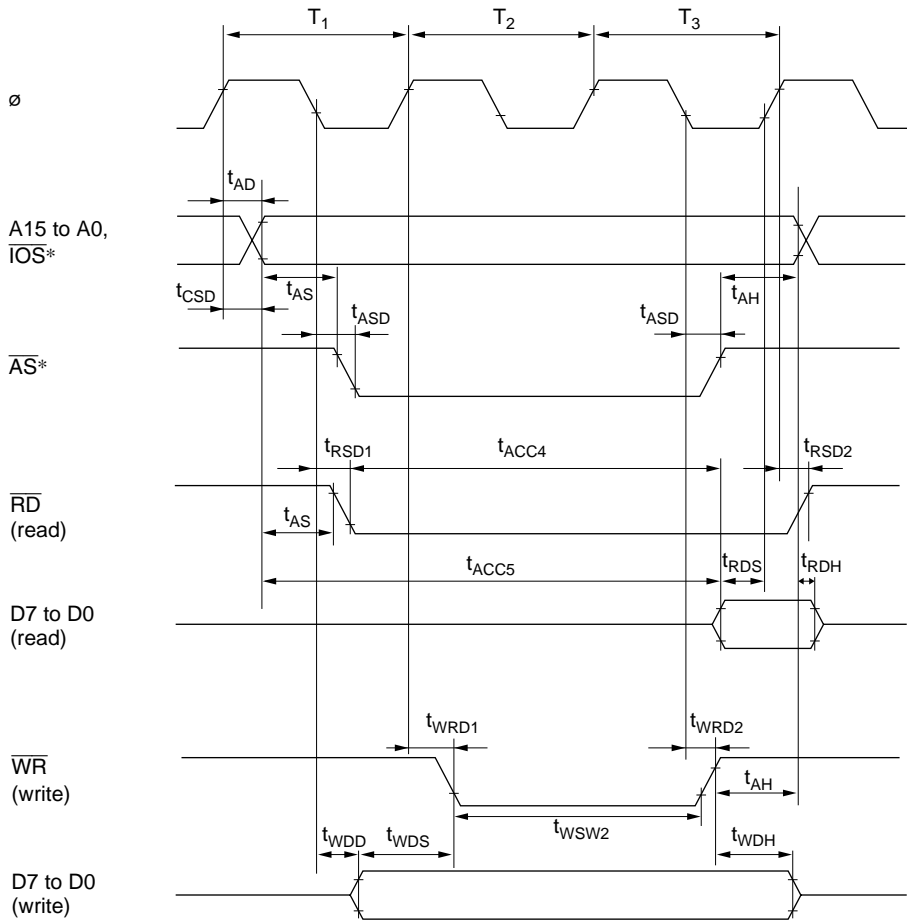 T1 T2 T3
ø
tAD
A15 to A0,
IOS*
tCSD tAS tAH
tASD tASD
AS*
tRSD1 tACC4 tRSD2
RD
(read)
tAS
tACC5 tRDS tRDH
D7 to D0
(read)
tWRD1 tWRD2
WR
(write)
tAH
tWSW2
tWDD tWDS tWDH
D7 to D0
(write)